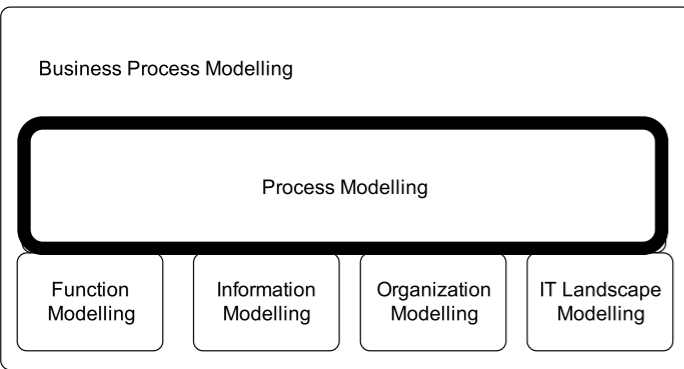 Business Process Modelling
Process Modelling
Function
Modelling
Information
Modelling
Organization
Modelling
IT Landscape
Modelling